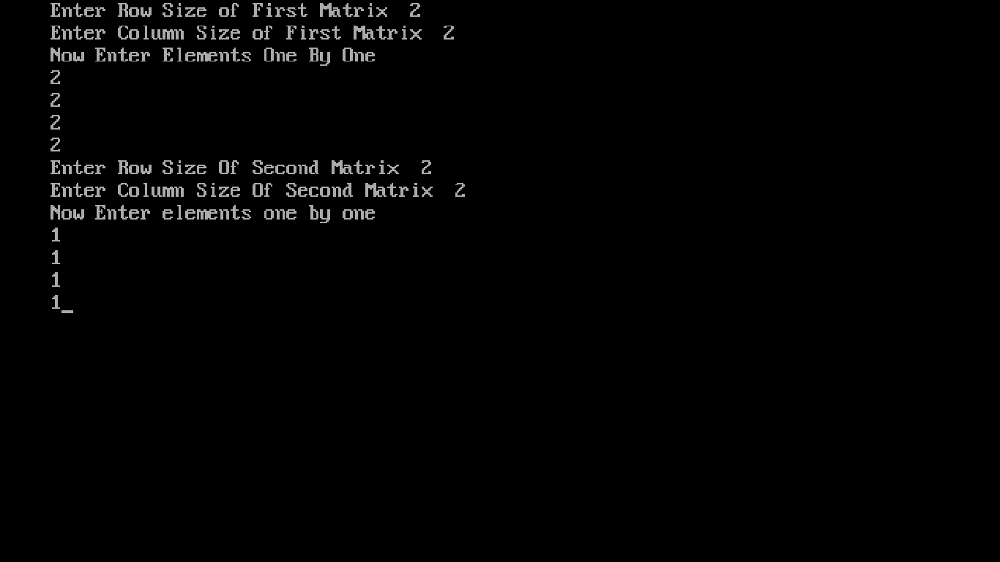 Enter Row Size of First Matrix  2
Enter Column Size of First Matrix  2
Now Enter Elements One By One
2
2
2
2
Enter Row Size Of Second Matrix  2
Enter Column Size Of Second Matrix  2
Now Enter elements one by one
1
1
1
1_